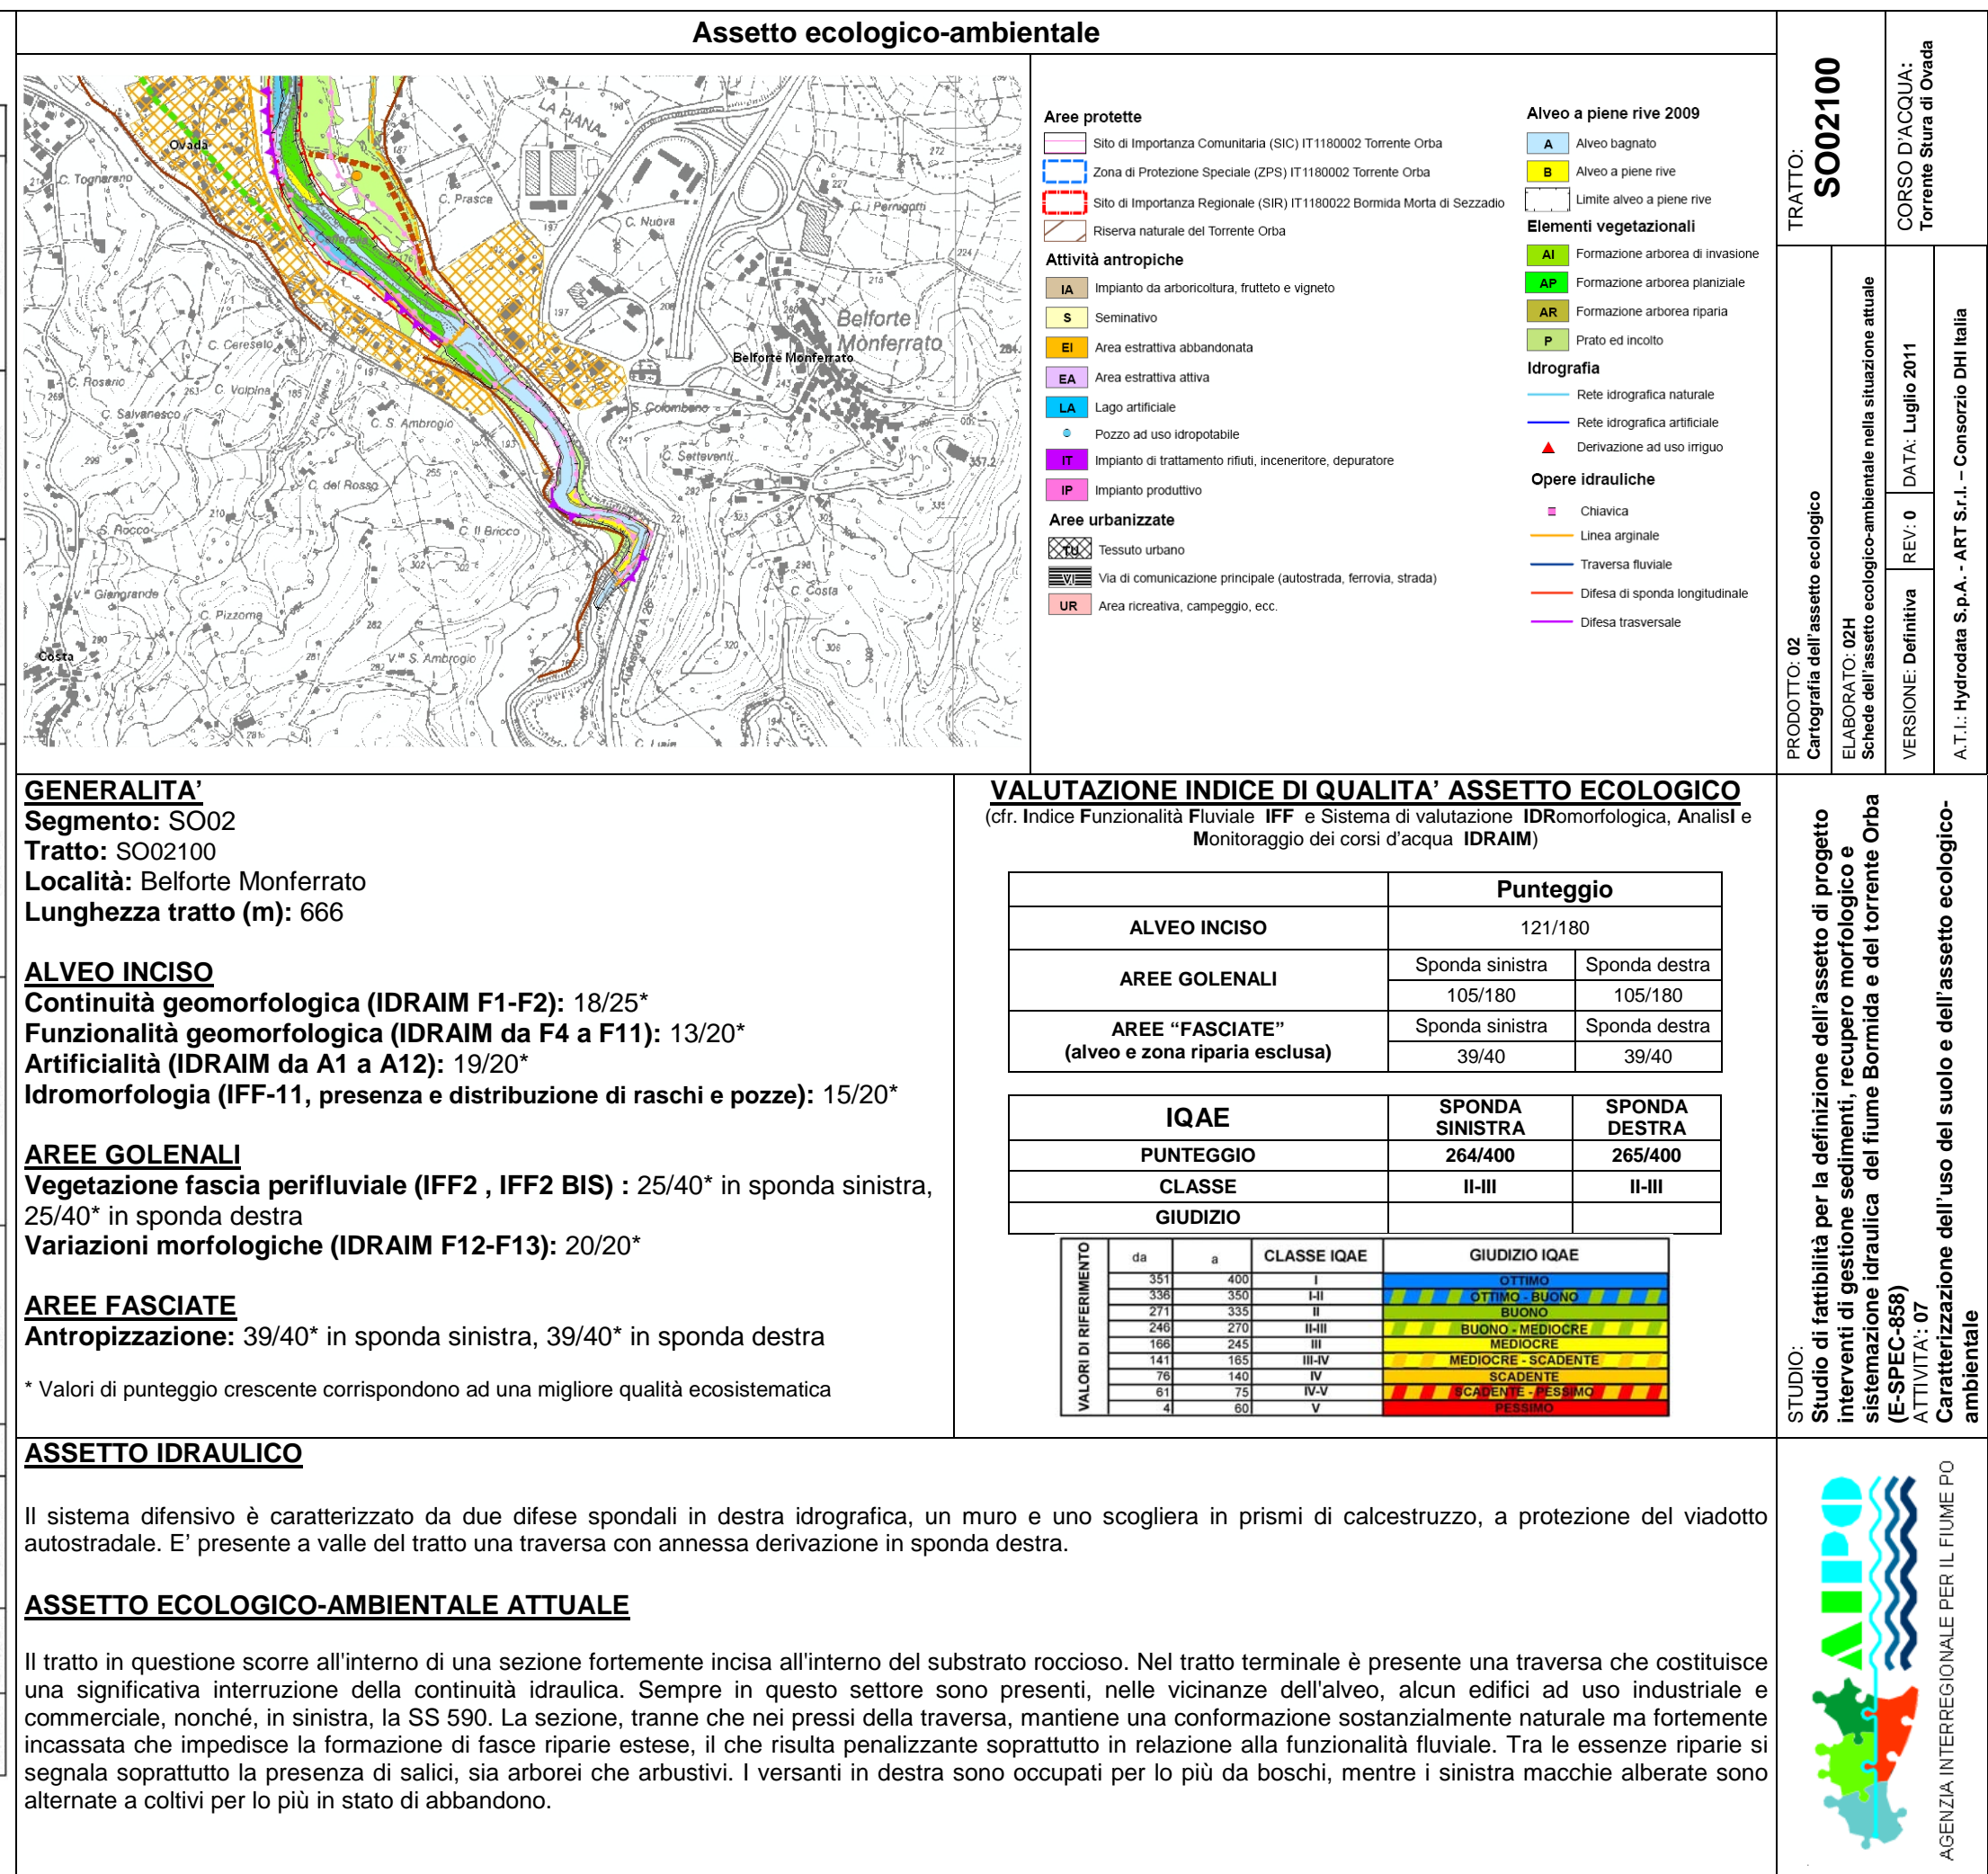 Assetto ecologico-ambientale
LA PIANA
Ovada
C. Tognarano
C. Prasca
C. Nuova
C. i Perugotti
Belforte
Monferrato
Belforte Monferrato
C. Cereseto
C. Rosario
C. Volpina
C. Salvanesco
C. S. Ambrogio
S. Colombano
C. Setteventi
C. del Rosso
S. Rocco
C. Il Bricco
V. Giangrande
C. Pizzorna
C. Costa
Costa
V. S. Ambrogio
Autostrada A 26
Aree protette
Sito di Importanza Comunitaria (SIC) IT1180002 Torrente Orba
Zona di Protezione Speciale (ZPS) IT1180002 Torrente Orba
Sito di Importanza Regionale (SIR) IT1180022 Bormida Morta di Sezzadio
Riserva naturale del Torrente Orba
Attività antropiche
IA Impianto da arboricoltura, frutteto e vigneto
S Seminativo
EI Area estrattiva abbandonata
EA Area estrattiva attiva
LA Lago artificiale
Pozzo ad uso idropotabile
IT Impianto di trattamento rifiuti, inceneritore, depuratore
IP Impianto produttivo
Aree urbanizzate
TU Tessuto urbano
VI Via di comunicazione principale (autostrada, ferrovia, strada)
UR Area ricreativa, campeggio, ecc.
Alveo a piene rive 2009
A Alveo bagnato
B Alveo a piene rive
Limite alveo a piene rive
Elementi vegetazionali
AI Formazione arborea di invasione
AP Formazione arborea planiziale
AR Formazione arborea riparia
P Prato ed incolto
Idrografia
Rete idrografica naturale
Rete idrografica artificiale
Derivazione ad uso irriguo
Opere idrauliche
Chiavica
Linea arginale
Traversa fluviale
Difesa di sponda longitudinale
Difesa trasversale
TRATTO:
SO02100
CORSO D'ACQUA:
Torrente Stura di Ovada
PRODOTTO: 02
Cartografia dell'assetto ecologico
ELABORATO: 02H
Schede dell'assetto ecologico-ambientale nella situazione attuale
VERSIONE: Definitiva
REV: 0
DATA: Luglio 2011
A.T.I.: Hydrodata S.p.A. - ART S.r.l. – Consorzio DHI Italia
GENERALITA'
Segmento: SO02
Tratto: SO02100
Località: Belforte Monferrato
Lunghezza tratto (m): 666
ALVEO INCISO
Continuità geomorfologica (IDRAIM F1-F2): 18/25*
Funzionalità geomorfologica (IDRAIM da F4 a F11): 13/20*
Artificialità (IDRAIM da A1 a A12): 19/20*
Idromorfologia (IFF-11, presenza e distribuzione di raschi e pozze): 15/20*
AREE GOLENALI
Vegetazione fascia perifluviale (IFF2 , IFF2 BIS) : 25/40* in sponda sinistra,
25/40* in sponda destra
Variazioni morfologiche (IDRAIM F12-F13): 20/20*
AREE FASCIATE
Antropizzazione: 39/40* in sponda sinistra, 39/40* in sponda destra
* Valori di punteggio crescente corrispondono ad una migliore qualità ecosistematica
VALUTAZIONE INDICE DI QUALITA' ASSETTO ECOLOGICO
(cfr. Indice Funzionalità Fluviale IFF e Sistema di valutazione IDRomorfologica, AnalisI e
Monitoraggio dei corsi d'acqua IDRAIM)
Punteggio
ALVEO INCISO 121/180
AREE GOLENALI Sponda sinistra Sponda destra
105/180 105/180
AREE "FASCIATE" Sponda sinistra Sponda destra
(alveo e zona riparia esclusa) 39/40 39/40
IQAE SPONDA SINISTRA SPONDA DESTRA
PUNTEGGIO 264/400 265/400
CLASSE II-III II-III
GIUDIZIO
VALORI DI RIFERIMENTO
da a CLASSE IQAE GIUDIZIO IQAE
351 400 I OTTIMO
336 350 I-II OTTIMO - BUONO
271 335 II BUONO
246 270 II-III BUONO - MEDIOCRE
166 245 III MEDIOCRE
141 165 III-IV MEDIOCRE - SCADENTE
76 140 IV SCADENTE
61 75 IV-V SCADENTE - PESSIMO
4 60 V PESSIMO
STUDIO:
Studio di fattibilità per la definizione dell'assetto di progetto
interventi di gestione sedimenti, recupero morfologico e
sistemazione idraulica del fiume Bormida e del torrente Orba
(E-SPEC-858)
ATTIVITA': 07
Caratterizzazione dell'uso del suolo e dell'assetto ecologico-
ambientale
ASSETTO IDRAULICO
Il sistema difensivo è caratterizzato da due difese spondali in destra idrografica, un muro e uno scogliera in prismi di calcestruzzo, a protezione del viadotto
autostradale. E' presente a valle del tratto una traversa con annessa derivazione in sponda destra.
ASSETTO ECOLOGICO-AMBIENTALE ATTUALE
Il tratto in questione scorre all'interno di una sezione fortemente incisa all'interno del substrato roccioso. Nel tratto terminale è presente una traversa che costituisce
una significativa interruzione della continuità idraulica. Sempre in questo settore sono presenti, nelle vicinanze dell'alveo, alcun edifici ad uso industriale e
commerciale, nonché, in sinistra, la SS 590. La sezione, tranne che nei pressi della traversa, mantiene una conformazione sostanzialmente naturale ma fortemente
incassata che impedisce la formazione di fasce riparie estese, il che risulta penalizzante soprattutto in relazione alla funzionalità fluviale. Tra le essenze riparie si
segnala soprattutto la presenza di salici, sia arborei che arbustivi. I versanti in destra sono occupati per lo più da boschi, mentre i sinistra macchie alberate sono
alternate a coltivi per lo più in stato di abbandono.
AIPO
AGENZIA INTERREGIONALE PER IL FIUME PO